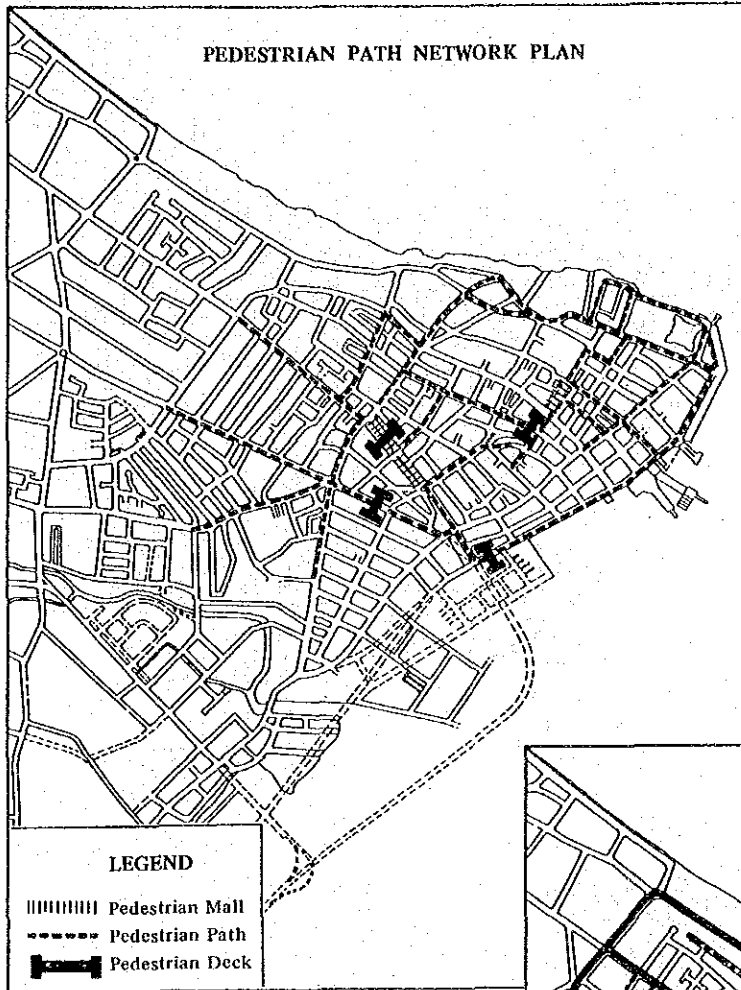 PEDESTRIAN PATH NETWORK PLAN
LEGEND
Pedestrian Mall
Pedestrian Path
Pedestrian Deck